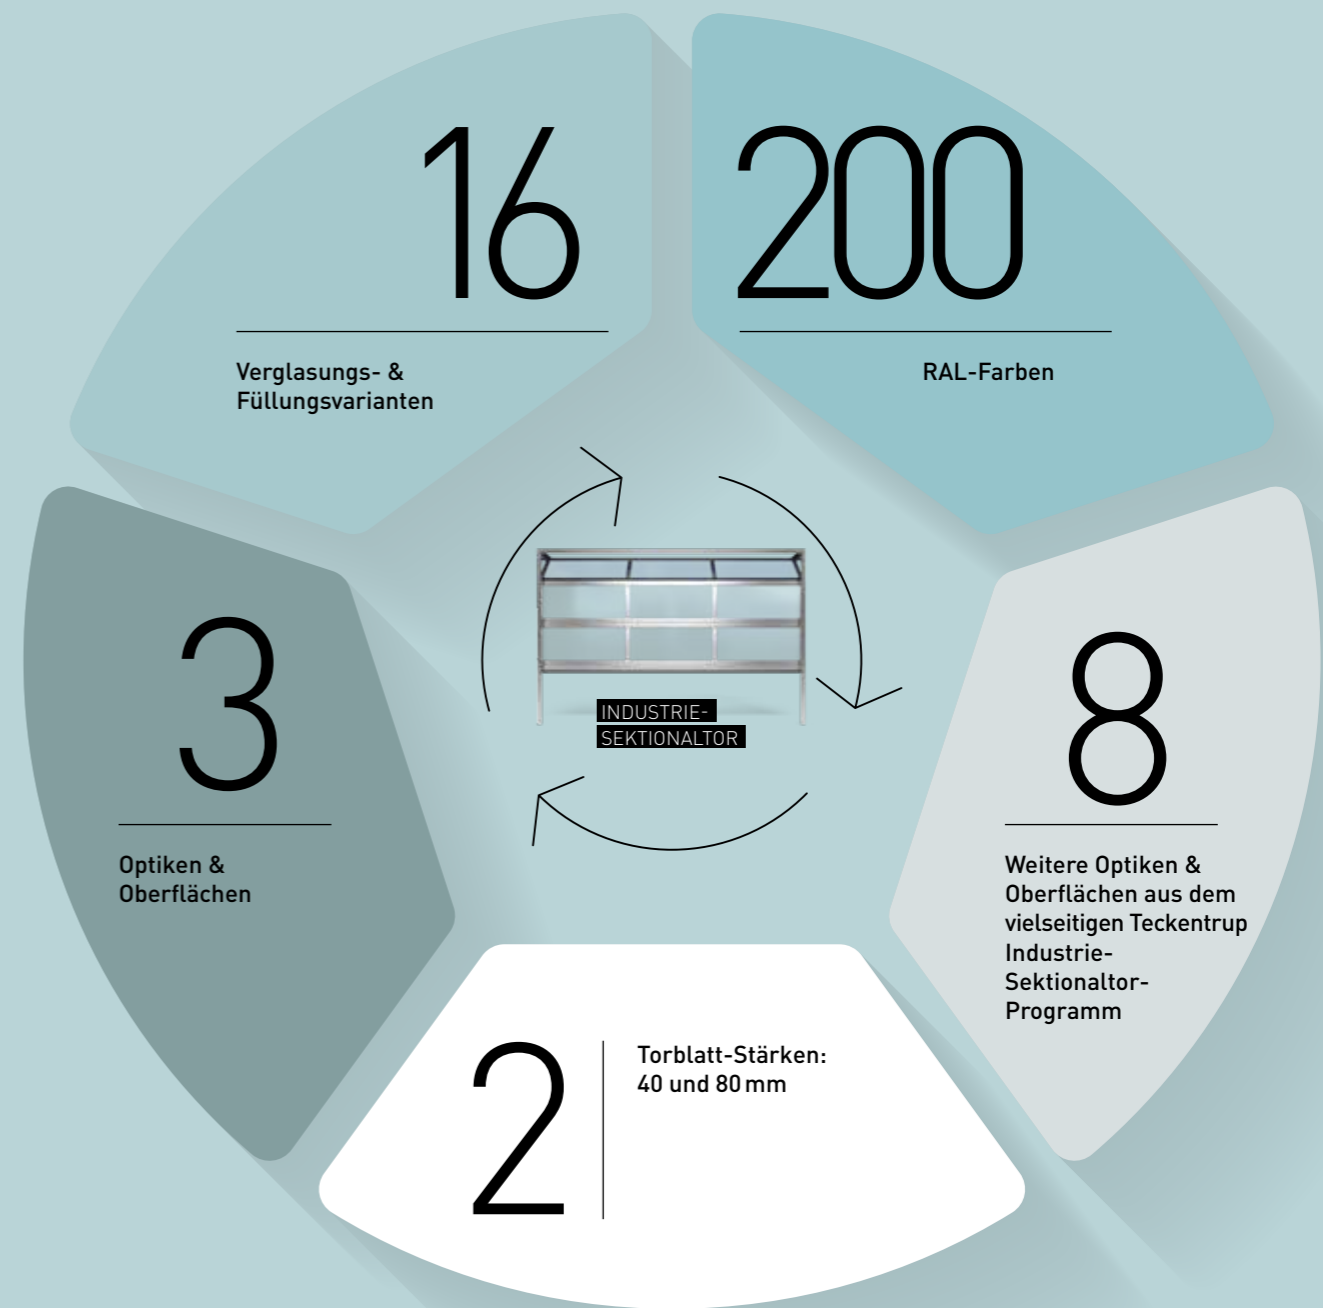 16
Verglasungs- &
Füllungsvarianten
200
RAL-Farben
3
Optiken &
Oberflächen
INDUSTRIE-
SEKTIONALTOR
8
Weitere Optiken &
Oberflächen aus dem
vielseitigen Teckentrup
Industrie-
Sektionaltor-
Programm
2
Torblatt-Stärken:
40 und 80 mm